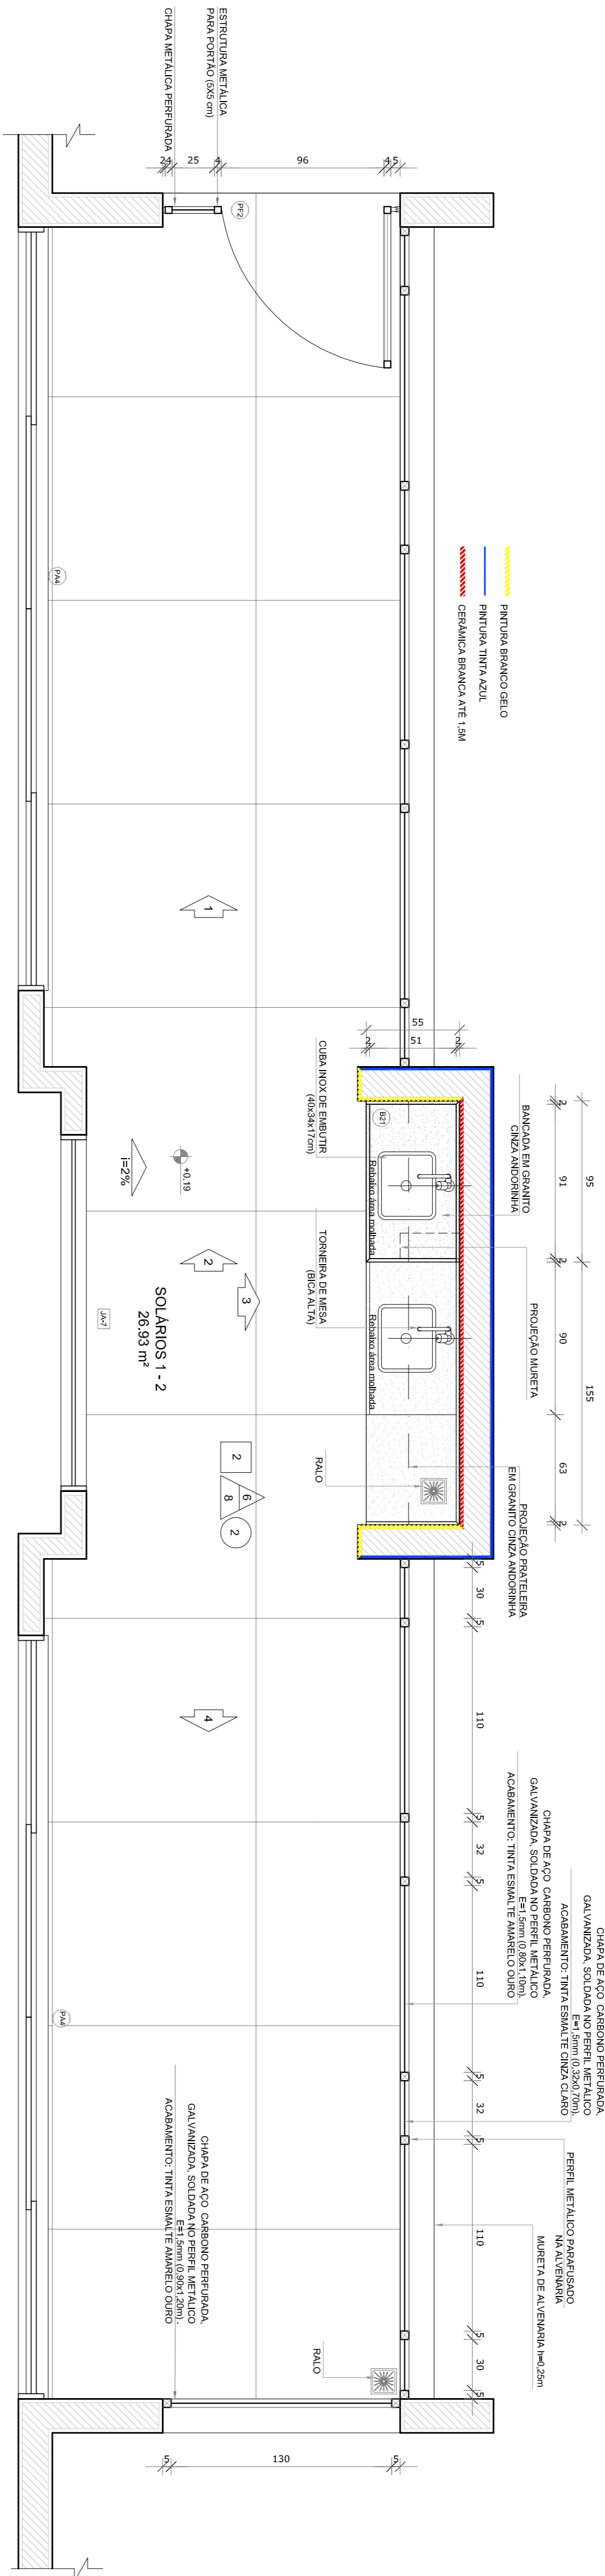 ESTRUTURA METÁLICA
PARA PORTÃO (5X5 cm)
CHAPA METÁLICA PERFURADA
2
4
25
4
96
4
5
PF2
PINTURA BRANCO GELO
PINTURA TINTA AZUL
CERÂMICA BRANCA ATÉ 1,5M
PA4
1
55
2
51
2
CUBA INOX DE EMBUTIR
(40x34x17cm)
B21
Rebaixo área molhada
BANCADA EM GRANITO
CINZA ANDORINHA
2
91
95
2
PROJEÇÃO MURETA
90
155
63
2
TORNEIRA DE MESA
(BICA ALTA)
Rebaixo área molhada
RALO
PROJEÇÃO PRATELEIRA
EM GRANITO CINZA ANDORINHA
+0,19
i=2%
2
3
SOLÁRIOS 1 - 2
26.93 m²
JA-7
2
6
8
2
4
5
30
5
110
5
32
5
110
5
32
5
110
5
30
5
CHAPA DE AÇO CARBONO PERFURADA,
GALVANIZADA, SOLDADA NO PERFIL METÁLICO
E=1,5mm (0,80x1,10m).
ACABAMENTO: TINTA ESMALTE AMARELO OURO
CHAPA DE AÇO CARBONO PERFURADA,
GALVANIZADA, SOLDADA NO PERFIL METÁLICO
E=1,5mm (0,32x0,70m).
ACABAMENTO: TINTA ESMALTE CINZA CLARO
PERFIL METÁLICO PARAFUSADO
NA ALVENARIA
MURETA DE ALVENARIA h=0,25m
PA4
CHAPA DE AÇO CARBONO PERFURADA,
GALVANIZADA, SOLDADA NO PERFIL METÁLICO
E=1,5mm (0,90x1,20m) .
ACABAMENTO: TINTA ESMALTE AMARELO OURO
RALO
5
130
5